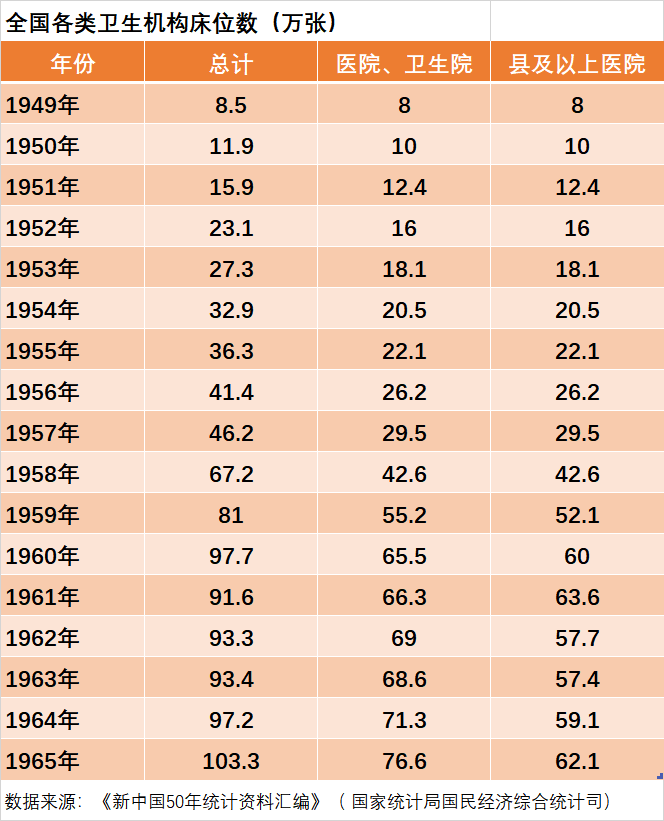 全国各类卫生机构床位数（万张）
年份 总计 医院、卫生院 县及以上医院
1949年 8.5 8 8
1950年 11.9 10 10
1951年 15.9 12.4 12.4
1952年 23.1 16 16
1953年 27.3 18.1 18.1
1954年 32.9 20.5 20.5
1955年 36.3 22.1 22.1
1956年 41.4 26.2 26.2
1957年 46.2 29.5 29.5
1958年 67.2 42.6 42.6
1959年 81 55.2 52.1
1960年 97.7 65.5 60
1961年 91.6 66.3 63.6
1962年 93.3 69 57.7
1963年 93.4 68.6 57.4
1964年 97.2 71.3 59.1
1965年 103.3 76.6 62.1
数据来源：《新中国50年统计资料汇编》（ 国家统计局国民经济综合统计司）